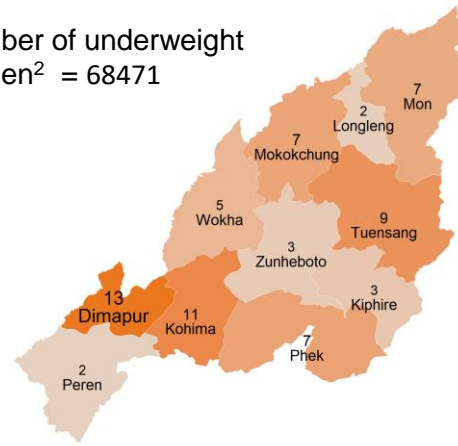 ber of underweight
en² = 68471
7
Mon
2
Longleng
7
Mokokchung
5
Wokha
9
Tuensang
3
Zunheboto
3
Kiphire
13
Dimapur
11
Kohima
7
Phek
2
Peren